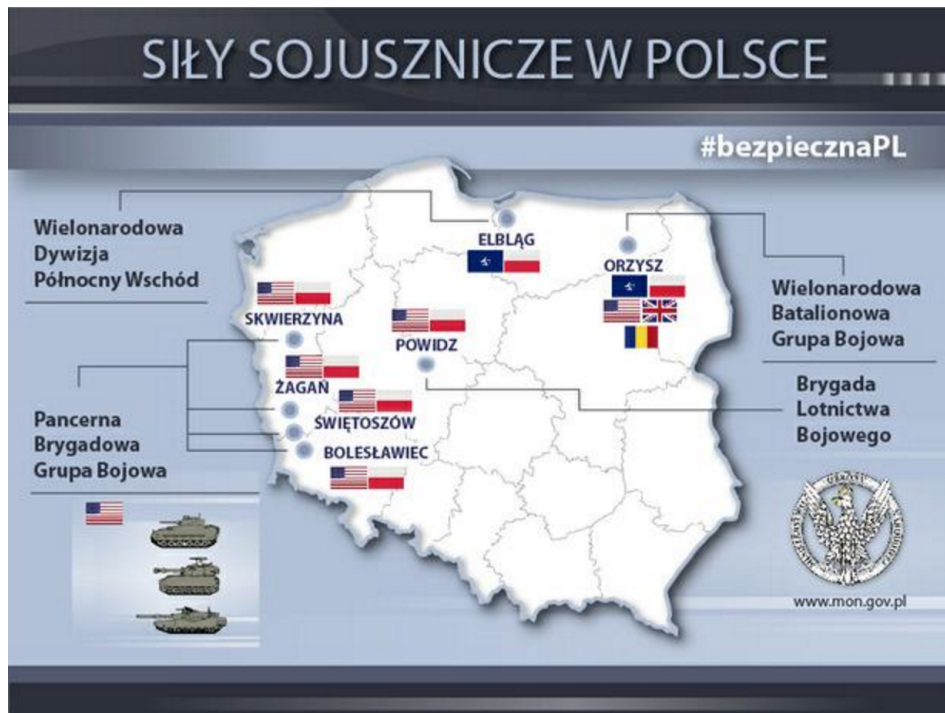 SIŁY SOJUSZNICZE W POLSCE
#bezpiecznaPL
Wielonarodowa
Dywizja
Północny Wschód
ELBLĄG
ORZYSZ
Wielonarodowa
Batalionowa
Grupa Bojowa
SKWIERZYNA
POWIDZ
ŻAGAŃ
ŚWIĘTOSZÓW
BOLESŁAWIEC
Brygada
Lotnictwa
Bojowego
Pancerna
Brygadowa
Grupa Bojowa
www.mon.gov.pl